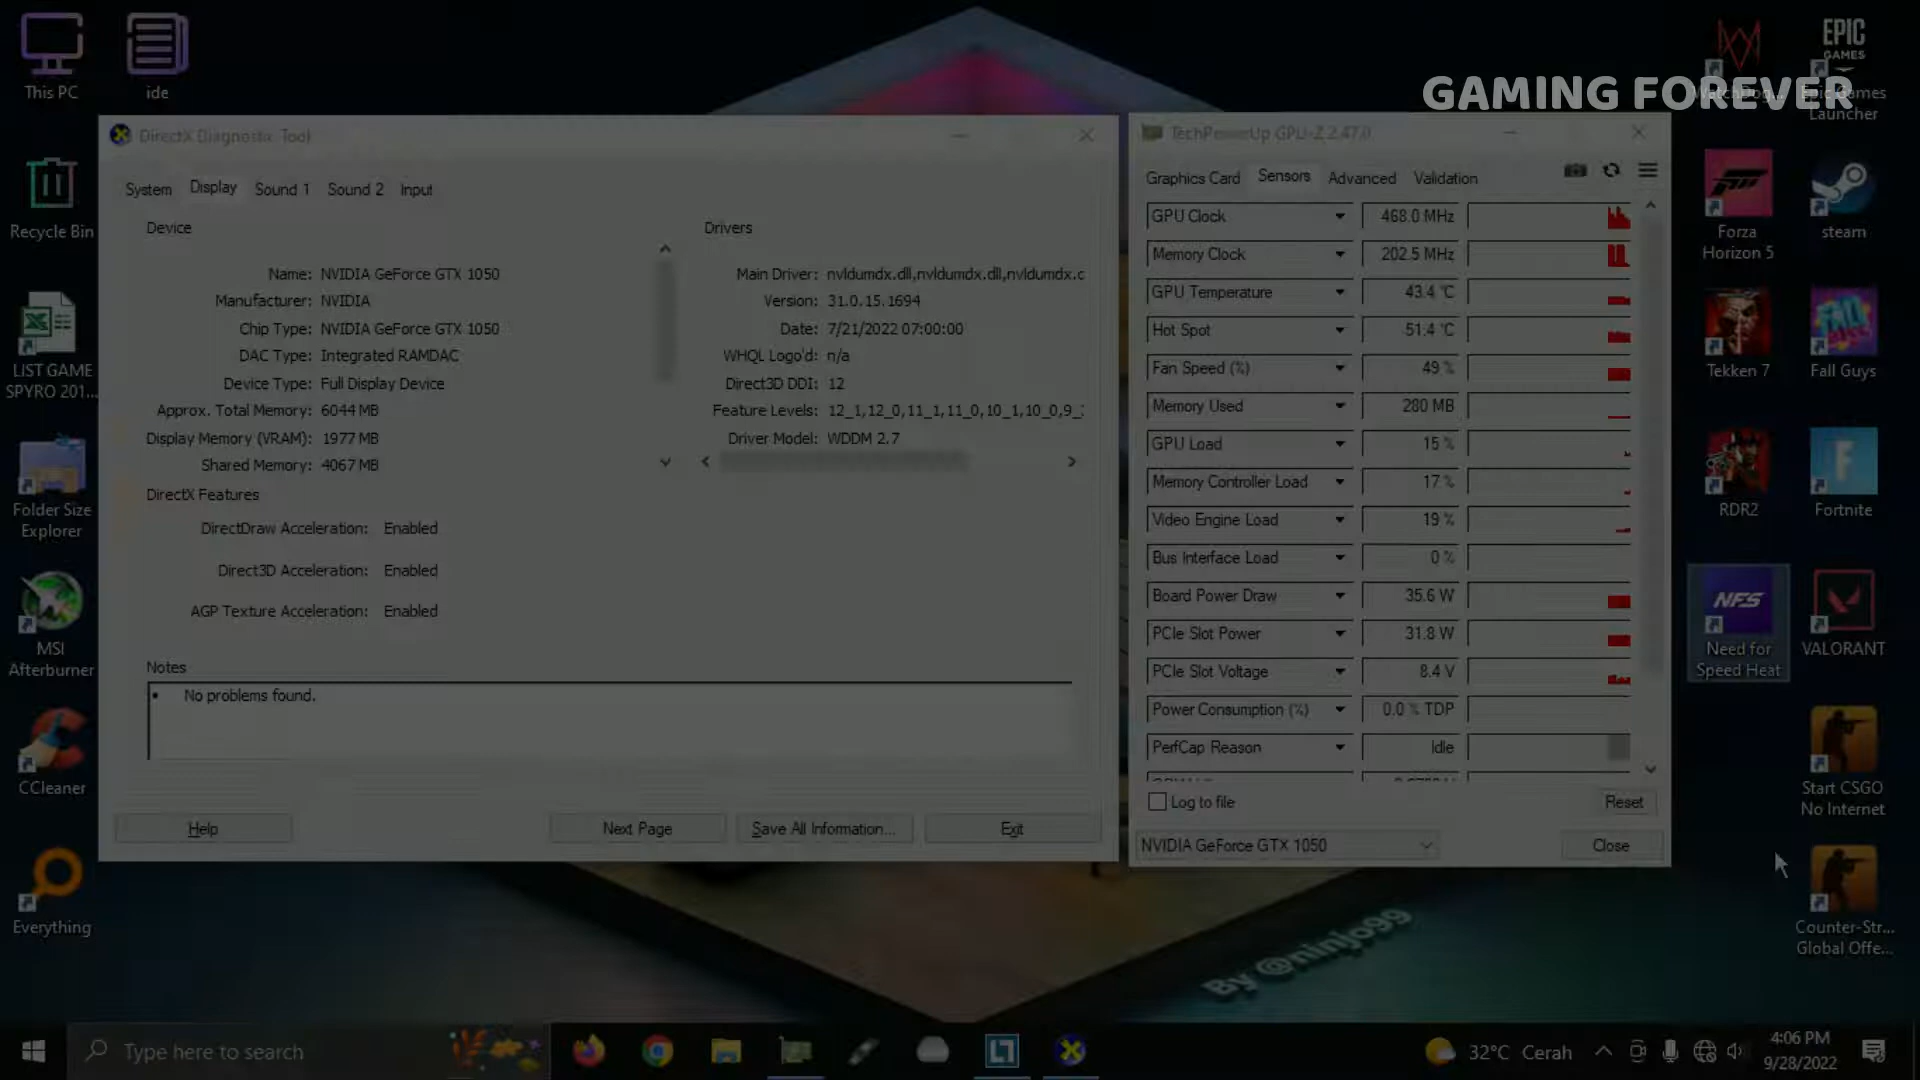 GAMING FOREVER
This PC
ide
Recycle Bin
LIST GAME
SPYRO 201...
Folder Size
Explorer
MSI
Afterburner
CCleaner
Everything
DirectX Diagnostic Tool
System
Display
Sound 1
Sound 2
Input
Device
Name: NVIDIA GeForce GTX 1050
Manufacturer: NVIDIA
Chip Type: NVIDIA GeForce GTX 1050
DAC Type: Integrated RAMDAC
Device Type: Full Display Device
Approx. Total Memory: 6044 MB
Display Memory (VRAM): 1977 MB
Shared Memory: 4067 MB
Drivers
Main Driver: nvldumdx.dll,nvldumdx.dll,nvldumdx.c
Version: 31.0.15.1694
Date: 7/21/2022 07:00:00
WHQL Logo'd: n/a
Direct3D DDI: 12
Feature Levels: 12_1,12_0,11_1,11_0,10_1,10_0,9_
Driver Model: WDDM 2.7
DirectX Features
DirectDraw Acceleration: Enabled
Direct3D Acceleration: Enabled
AGP Texture Acceleration: Enabled
Notes
• No problems found.
Help
Next Page
Save All Information...
Exit
TechPowerUp GPU-Z 2.47.0
Graphics Card
Sensors
Advanced
Validation
GPU Clock 468.0 MHz
Memory Clock 202.5 MHz
GPU Temperature 43.4 °C
Hot Spot 51.4 °C
Fan Speed (%) 49 %
Memory Used 280 MB
GPU Load 15 %
Memory Controller Load 17 %
Video Engine Load 19 %
Bus Interface Load 0 %
Board Power Draw 35.6 W
PCIe Slot Power 31.8 W
PCIe Slot Voltage 8.4 V
Power Consumption (%) 0.0 % TDP
PerfCap Reason Idle
Log to file
Reset
NVIDIA GeForce GTX 1050
Close
WatchDog...
EPIC
GAMES
Epic Games
Launcher
Forza
Horizon 5
steam
Tekken 7
FALL
GUYS
Fall Guys
RDR2
F
Fortnite
NFS
Need for
Speed Heat
VALORANT
Start CSGO
No Internet
Counter-Str...
Global Offe...
By @ninjo99
Type here to search
32°C Cerah
4:06 PM
9/28/2022